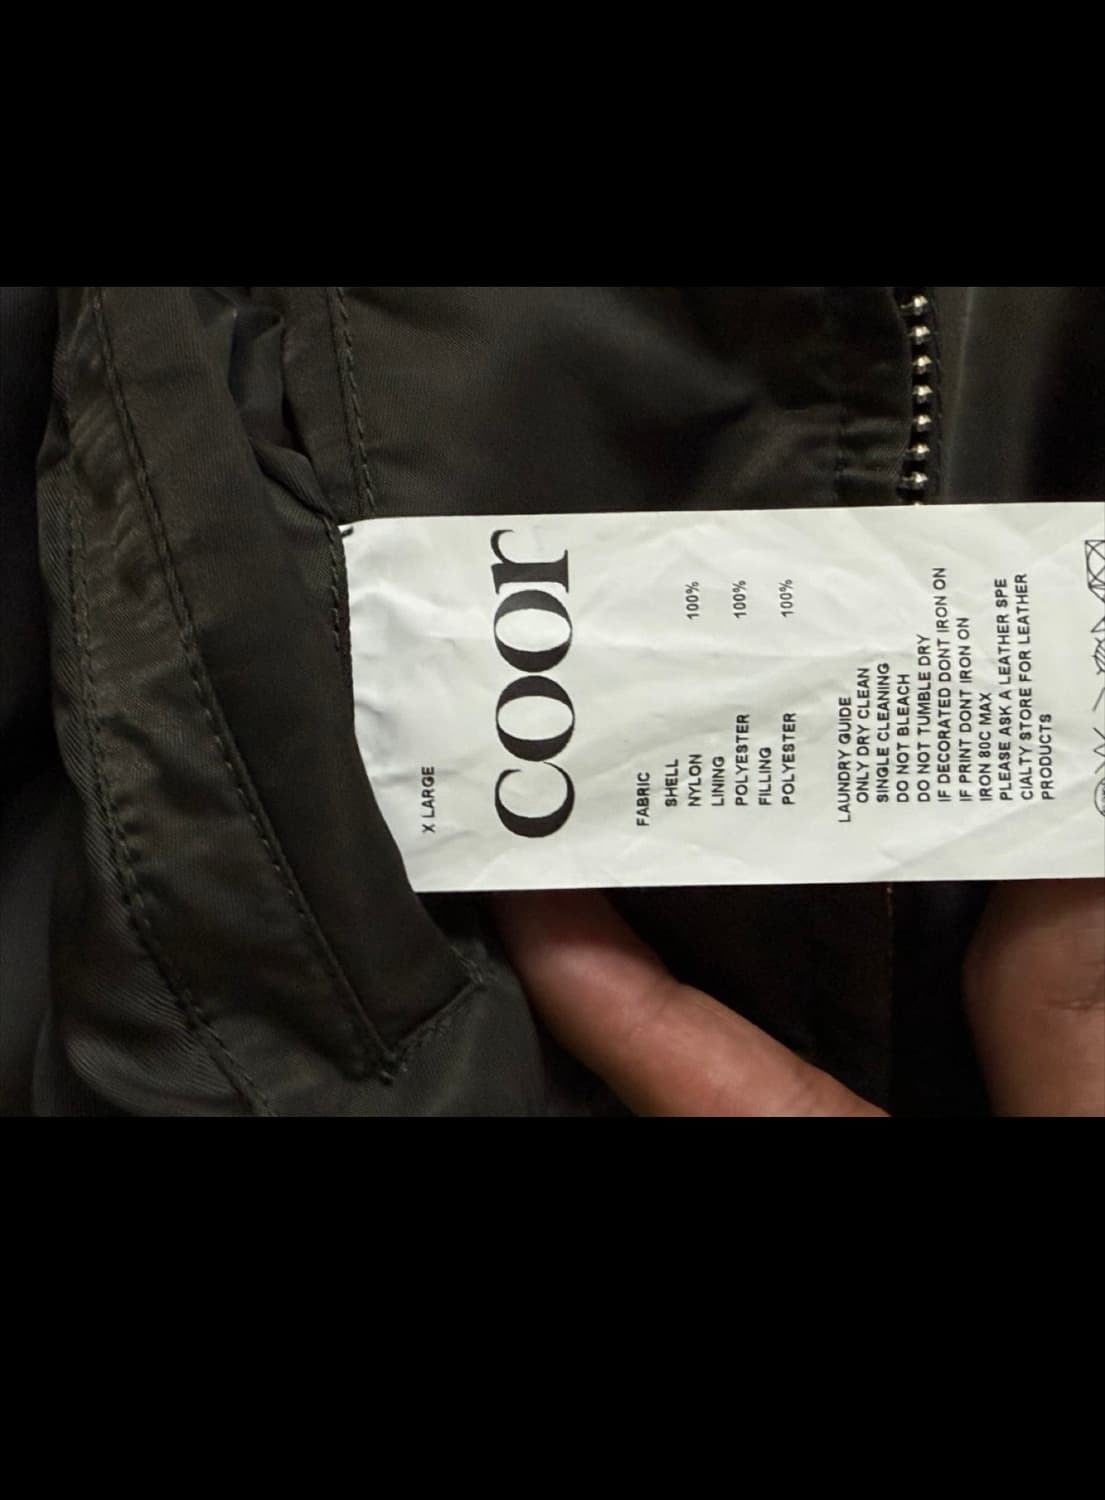 X LARGE
coor
FABRIC
SHELL
NYLON 100%
LINING
POLYESTER 100%
FILLING
POLYESTER 100%
LAUNDRY GUIDE
ONLY DRY CLEAN
SINGLE CLEANING
DO NOT BLEACH
DO NOT TUMBLE DRY
IF DECORATED DONT IRON ON
IF PRINT DONT IRON ON
IRON 80C MAX
PLEASE ASK A LEATHER SPE
CIALTY STORE FOR LEATHER
PRODUCTS